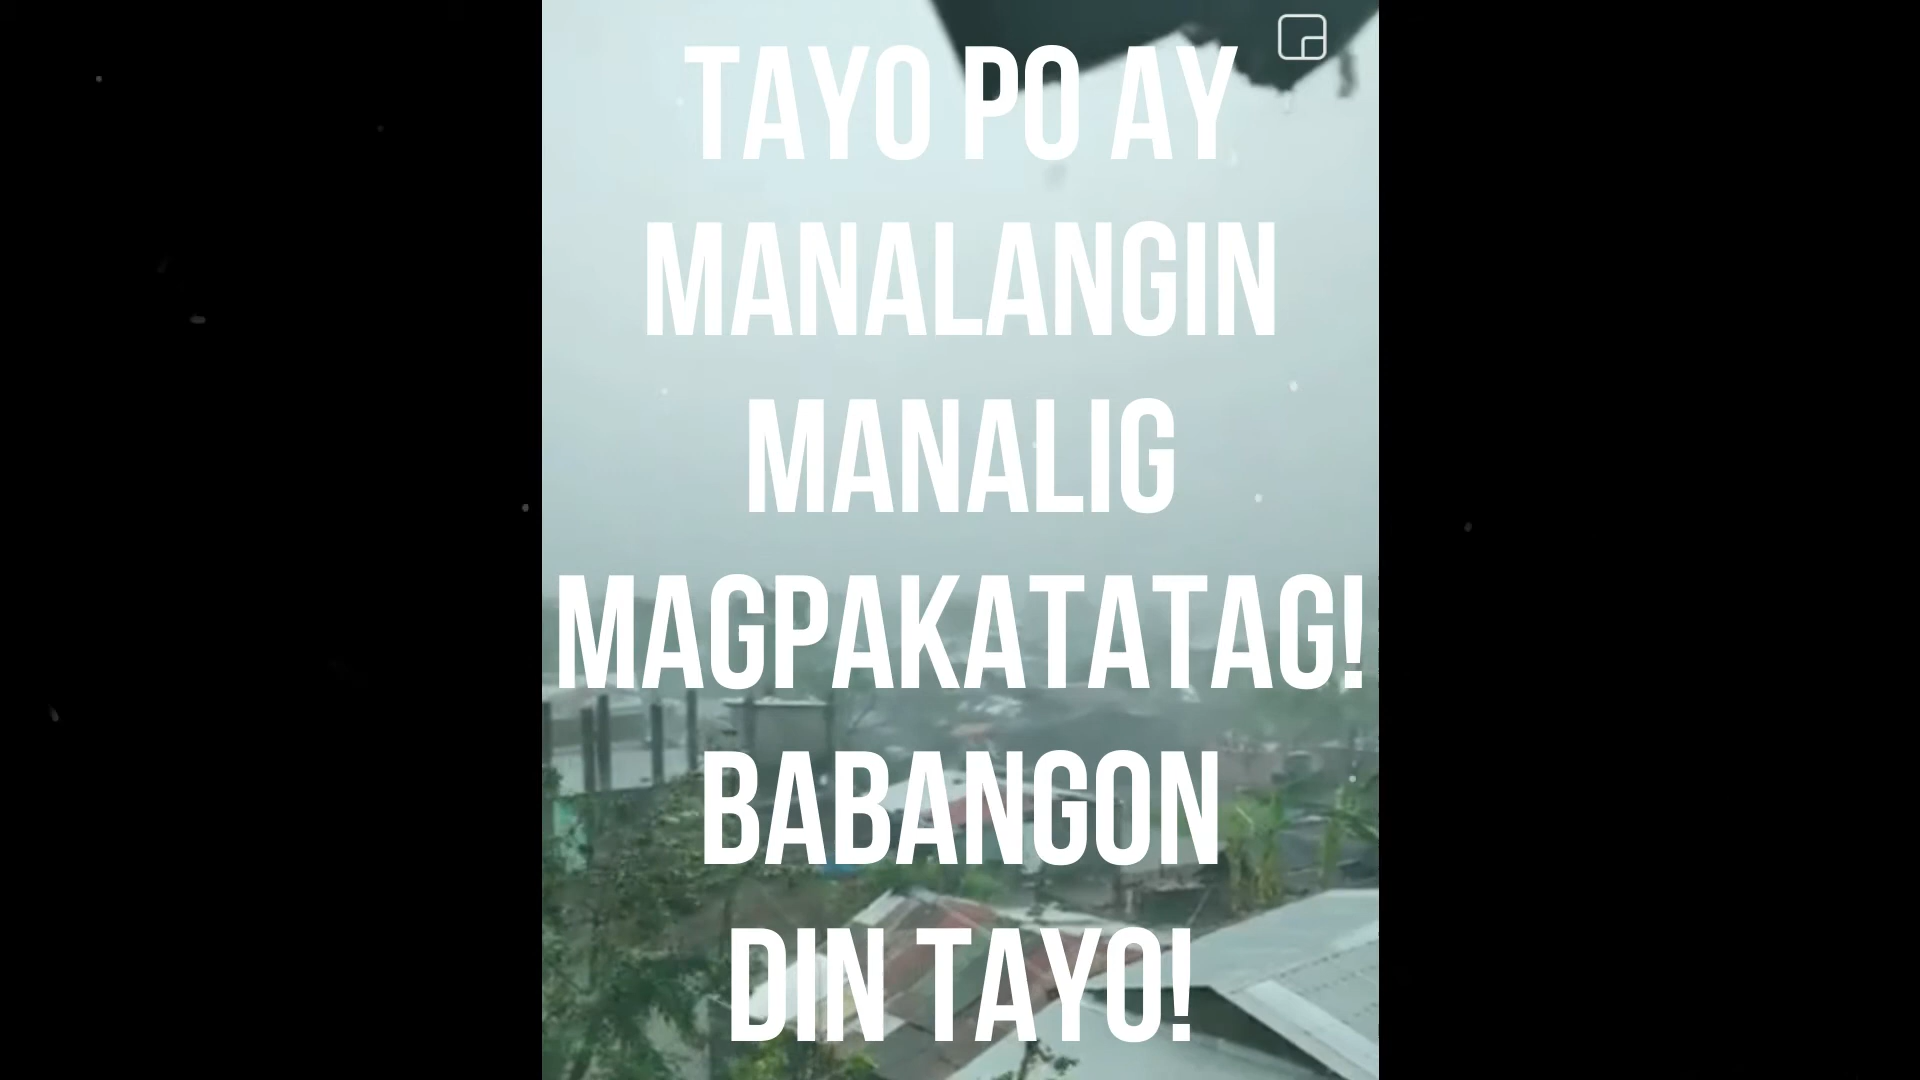 TAYO PO AY
MANALANGIN
MANALIG
MAGPAKATATAG!
BABANGON
DIN TAYO!